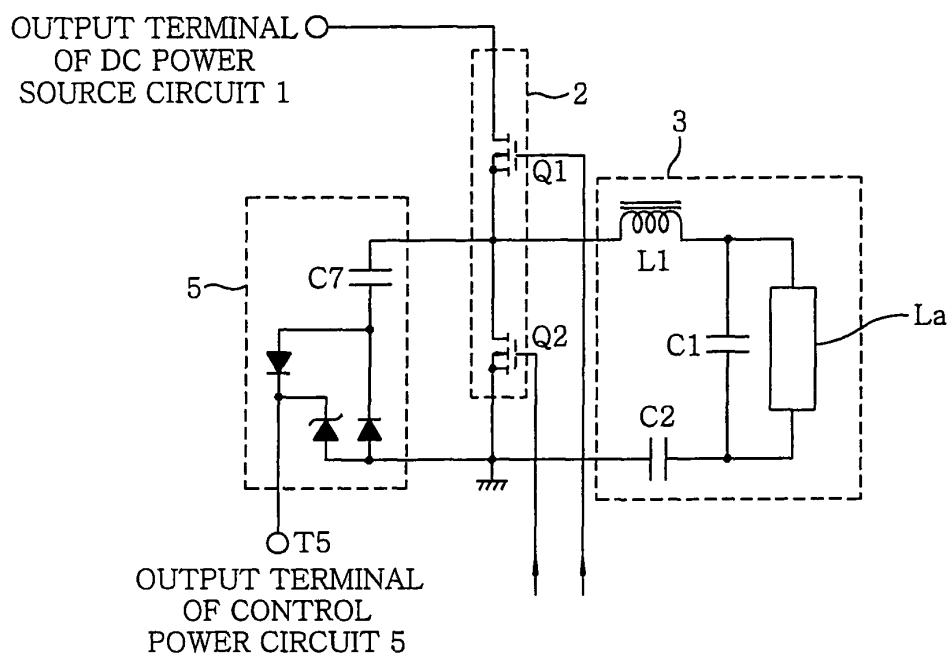 OUTPUT TERMINAL
OF DC POWER
SOURCE CIRCUIT 1
2
3
Q1
L1
5
C7
La
Q2
C1
C2
T5
OUTPUT TERMINAL
OF CONTROL
POWER CIRCUIT 5